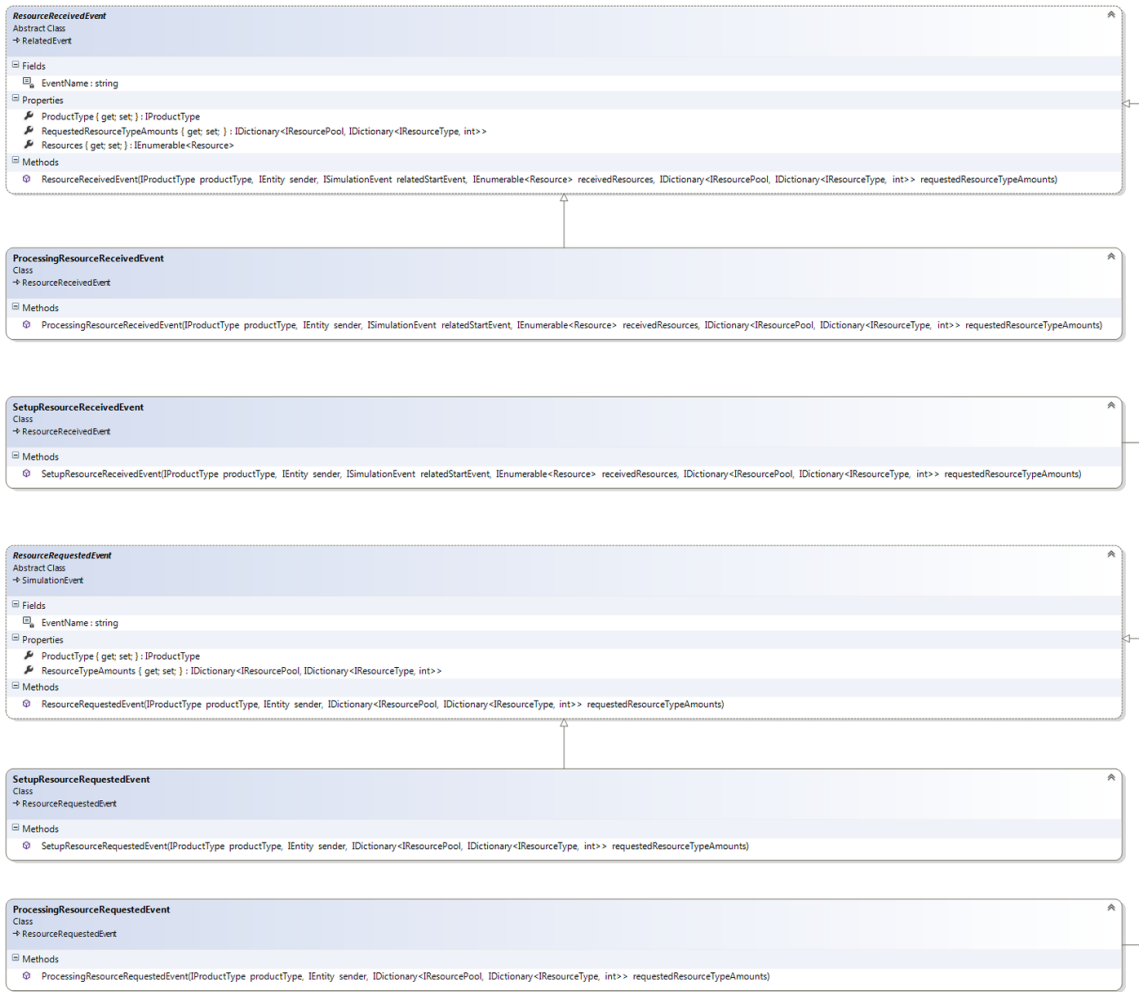 ResourceReceivedEvent
Abstract Class
RelatedEvent
Fields
EventName : string
Properties
ProductType { get; set; } : IProductType
RequestedResourceTypeAmounts { get; set; } : IDictionary<IResourcePool, IDictionary<IResourceType, int>>
Resources { get; set; } : IEnumerable<Resource>
Methods
ResourceReceivedEvent(IProductType productType, IEntity sender, ISimulationEvent relatedStartEvent, IEnumerable<Resource> receivedResources, IDictionary<IResourcePool, IDictionary<IResourceType, int>> requestedResourceTypeAmounts)
ProcessingResourceReceivedEvent
Class
ResourceReceivedEvent
Methods
ProcessingResourceReceivedEvent(IProductType productType, IEntity sender, ISimulationEvent relatedStartEvent, IEnumerable<Resource> receivedResources, IDictionary<IResourcePool, IDictionary<IResourceType, int>> requestedResourceTypeAmounts)
SetupResourceReceivedEvent
Class
ResourceReceivedEvent
Methods
SetupResourceReceivedEvent(IProductType productType, IEntity sender, ISimulationEvent relatedStartEvent, IEnumerable<Resource> receivedResources, IDictionary<IResourcePool, IDictionary<IResourceType, int>> requestedResourceTypeAmounts)
ResourceRequestedEvent
Abstract Class
SimulationEvent
Fields
EventName : string
Properties
ProductType { get; set; } : IProductType
ResourceTypeAmounts { get; set; } : IDictionary<IResourcePool, IDictionary<IResourceType, int>>
Methods
ResourceRequestedEvent(IProductType productType, IEntity sender, IDictionary<IResourcePool, IDictionary<IResourceType, int>> requestedResourceTypeAmounts)
SetupResourceRequestedEvent
Class
ResourceRequestedEvent
Methods
SetupResourceRequestedEvent(IProductType productType, IEntity sender, IDictionary<IResourcePool, IDictionary<IResourceType, int>> requestedResourceTypeAmounts)
ProcessingResourceRequestedEvent
Class
ResourceRequestedEvent
Methods
ProcessingResourceRequestedEvent(IProductType productType, IEntity sender, IDictionary<IResourcePool, IDictionary<IResourceType, int>> requestedResourceTypeAmounts)